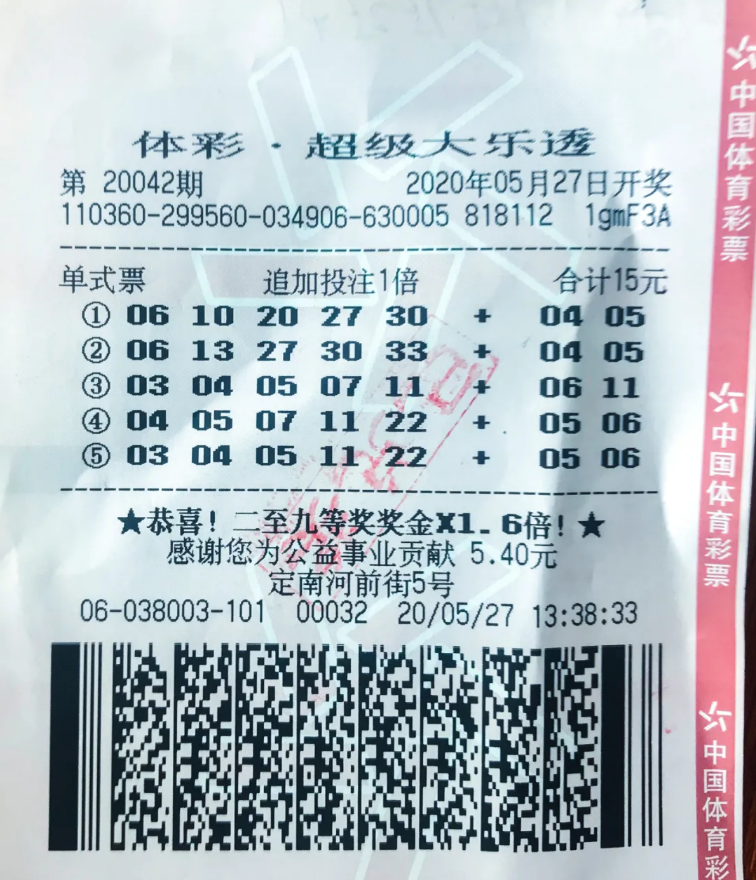 体彩·超级大乐透
第 20042期 2020年05月27日开奖
110360-299560-034906-630005 818112 1gmF3A
单式票 追加投注1倍 合计15元
① 06 10 20 27 30 + 04 05
② 06 13 27 30 33 + 04 05
③ 03 04 05 07 11 + 06 11
④ 04 05 07 11 22 + 05 06
⑤ 03 04 05 11 22 + 05 06
★恭喜!二至九等奖奖金X1.6倍!★
感谢您为公益事业贡献 5.40元
定南河前街5号
06-038003-101 00032 20/05/27 13:38:33
中国体育彩票
中国体育彩票
中国体育彩